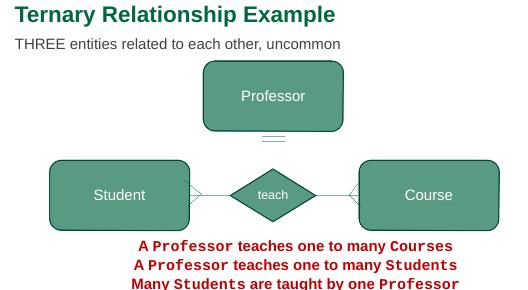 Ternary Relationship Example
THREE entities related to each other, uncommon
Professor
Student
teach
Course
A Professor teaches one to many Courses
A Professor teaches one to many Students
Many Students are taught by one Professor